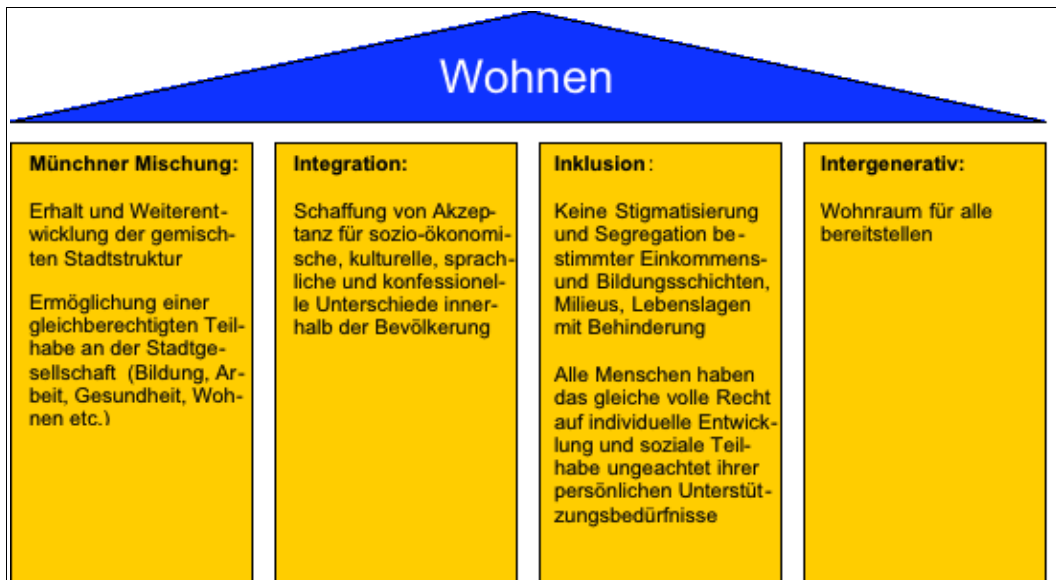 Wohnen
Münchner Mischung:
Erhalt und Weiterent-
wicklung der gemisch-
ten Stadtstruktur
Ermöglichung einer
gleichberechtigten Teil-
habe an der Stadtge-
sellschaft (Bildung, Ar-
beit, Gesundheit, Woh-
nen etc.)
Integration:
Schaffung von Akzep-
tanz für sozio-ökonomi-
sche, kulturelle, sprach-
liche und konfessionel-
le Unterschiede inner-
halb der Bevölkerung
Inklusion:
Keine Stigmatisierung
und Segregation be-
stimmter Einkommens-
und Bildungsschichten,
Milieus, Lebenslagen
mit Behinderung
Alle Menschen haben
das gleiche volle Recht
auf individuelle Entwick-
lung und soziale Teil-
habe ungeachtet ihrer
persönlichen Unterstüt-
zungsbedürfnisse
Intergenerativ:
Wohnraum für alle
bereitstellen